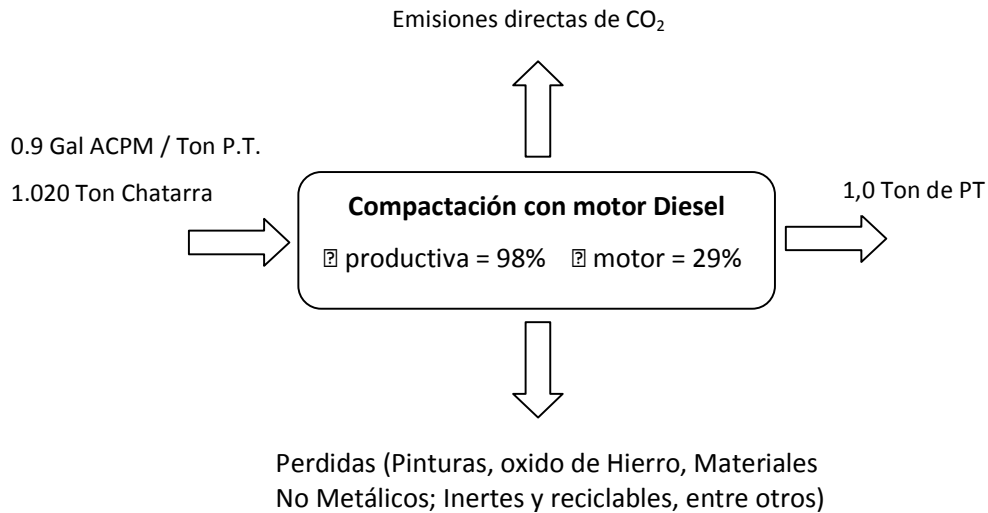 Emisiones directas de CO₂
0.9 Gal ACPM / Ton P.T.
1.020 Ton Chatarra
Compactación con motor Diesel
1,0 Ton de PT
⍰ productiva = 98% ⍰ motor = 29%
Perdidas (Pinturas, oxido de Hierro, Materiales
No Metálicos; Inertes y reciclables, entre otros)